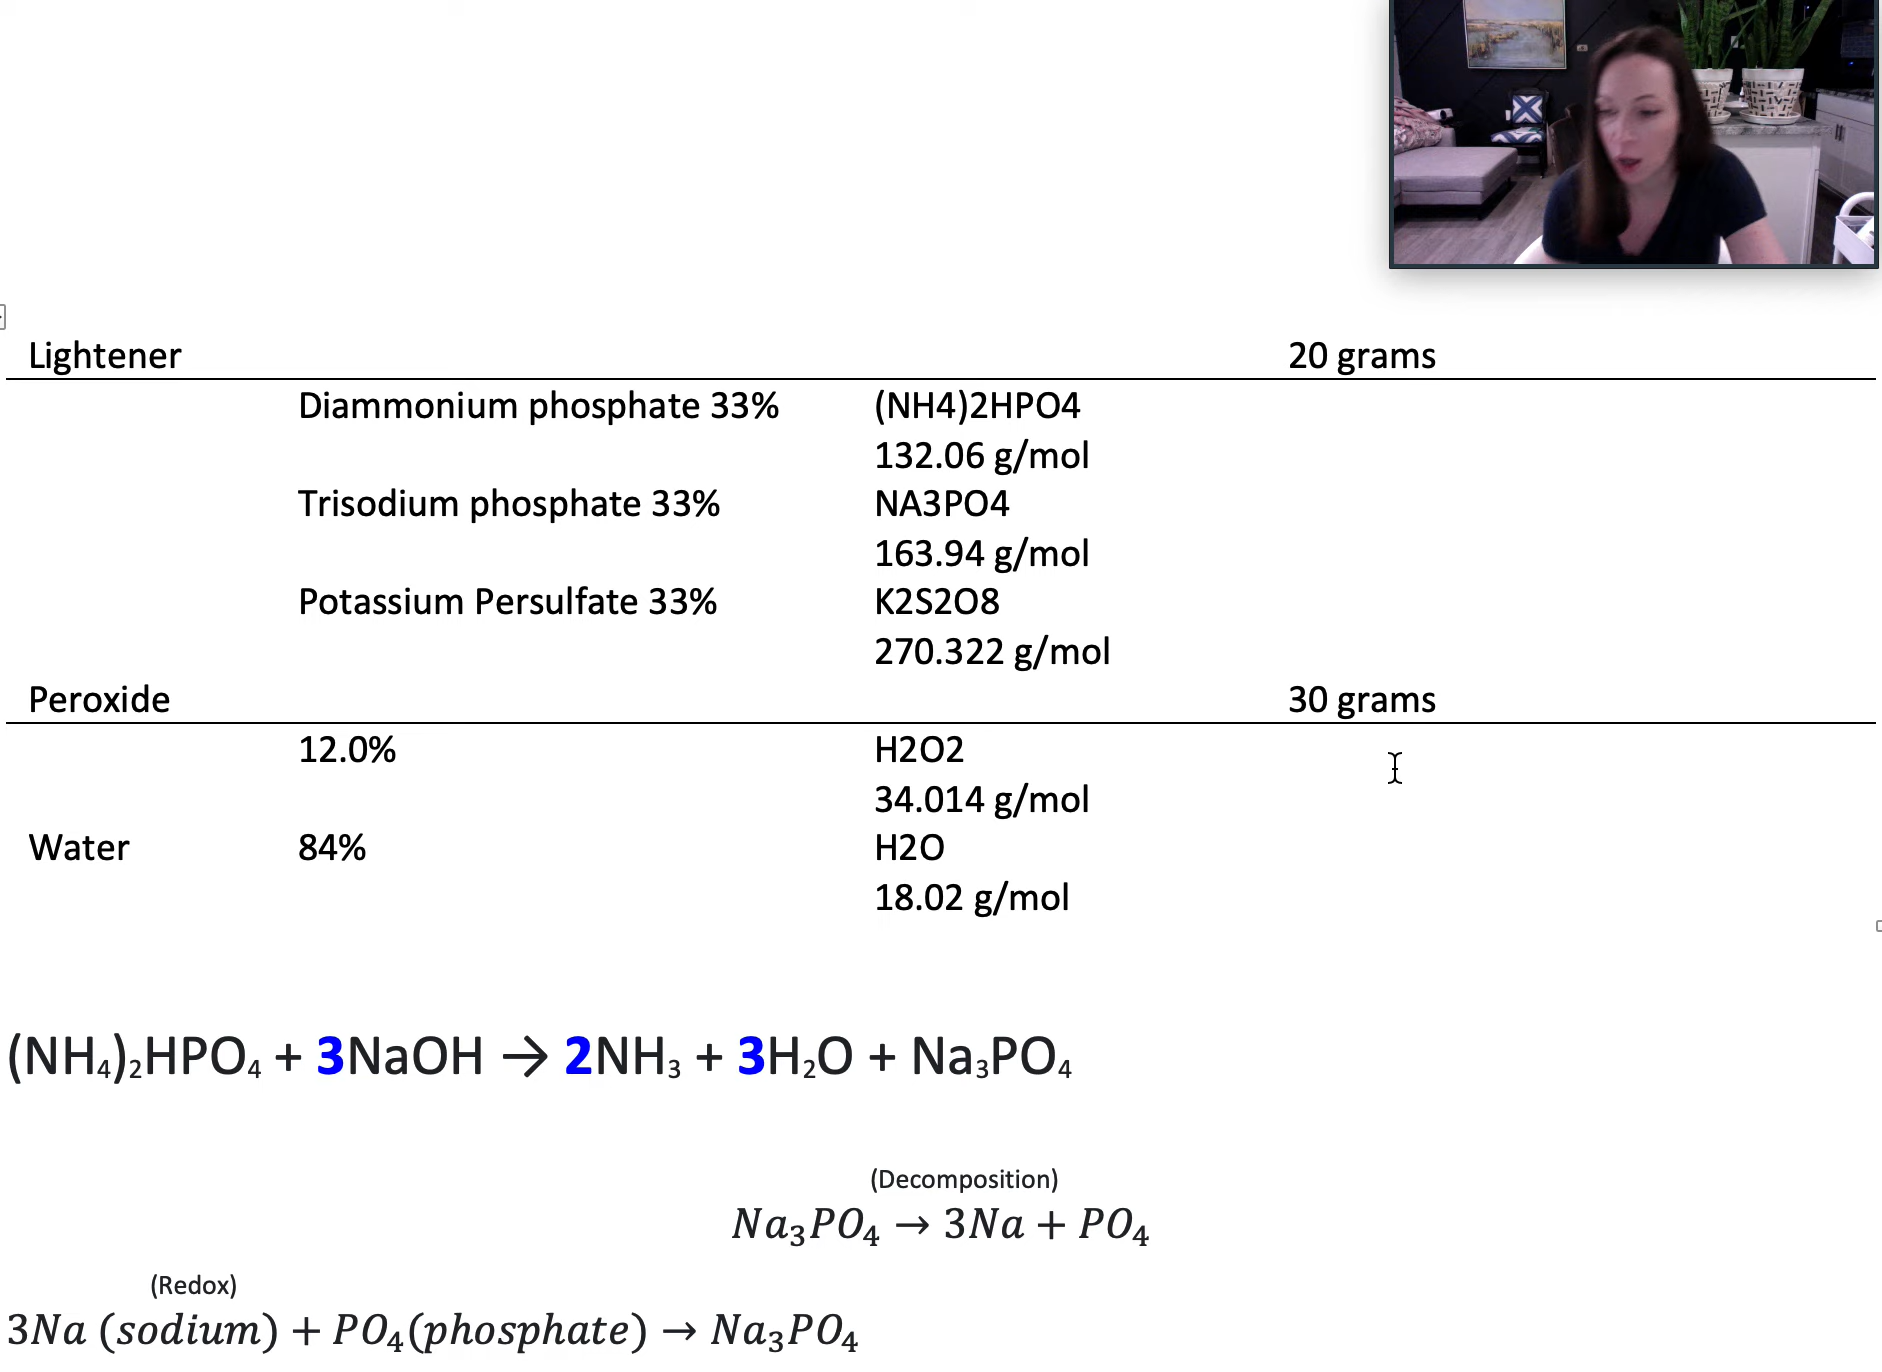 Lightener 20 grams
Diammonium phosphate 33% (NH4)2HPO4
132.06 g/mol
Trisodium phosphate 33% NA3PO4
163.94 g/mol
Potassium Persulfate 33% K2S2O8
270.322 g/mol
Peroxide 30 grams
12.0% H2O2
34.014 g/mol
Water 84% H2O
18.02 g/mol
(NH₄)₂HPO₄ + 3NaOH → 2NH₃ + 3H₂O + Na₃PO₄
(Decomposition)
Na₃PO₄ → 3Na + PO₄
(Redox)
3Na (sodium) + PO₄(phosphate) → Na₃PO₄